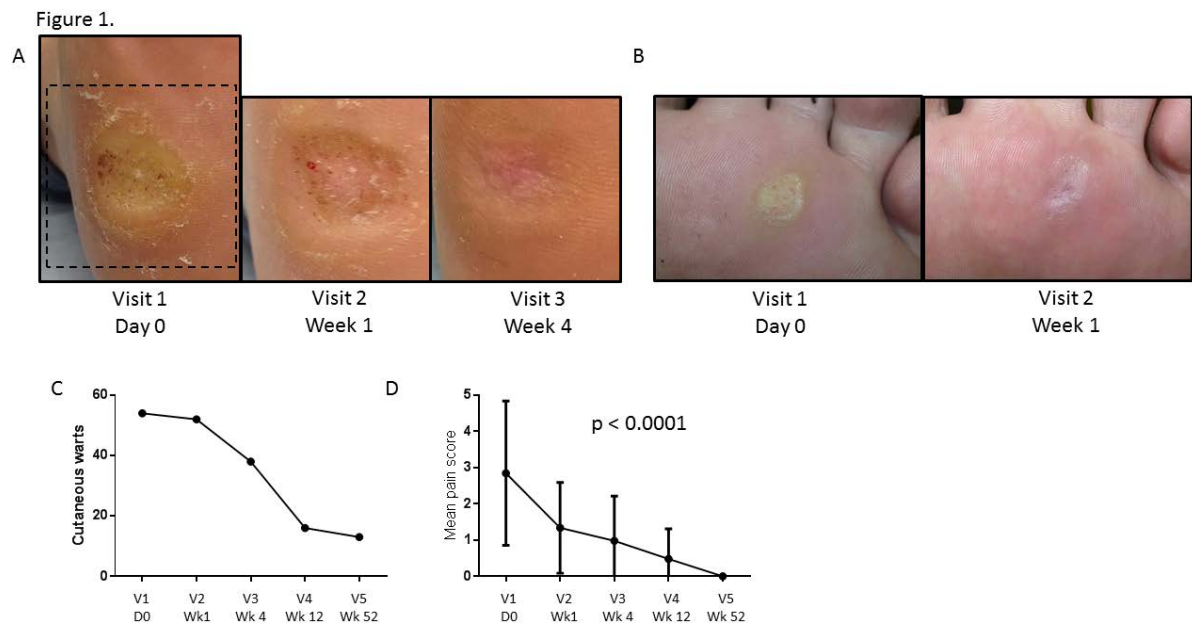 Figure 1.
A
B
Visit 1
Day 0
Visit 2
Week 1
Visit 3
Week 4
Visit 1
Day 0
Visit 2
Week 1
C
Cutaneous warts
60
40
20
0
V1
D0
V2
Wk1
V3
Wk 4
V4
Wk 12
V5
Wk 52
D
Mean pain score
5
4
3
2
1
0
p < 0.0001
V1
D0
V2
Wk1
V3
Wk 4
V4
Wk 12
V5
Wk 52